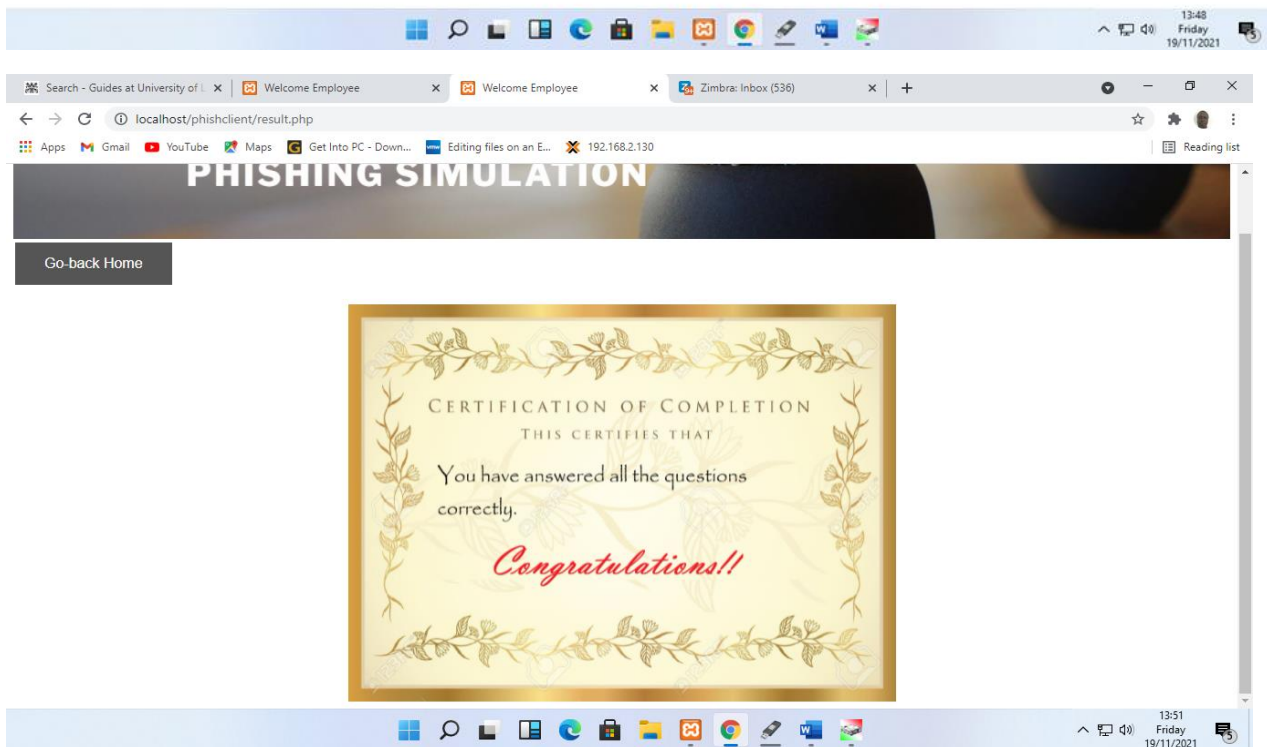 13:48
Friday
19/11/2021
5
Search - Guides at University of L
Welcome Employee
Welcome Employee
Zimbra: Inbox (536)
localhost/phishclient/result.php
Apps
Gmail
YouTube
Maps
Get Into PC - Down...
Editing files on an E...
192.168.2.130
Reading list
PHISHING SIMULATION
Go-back Home
CERTIFICATION OF COMPLETION
THIS CERTIFIES THAT
You have answered all the questions
correctly.
Congratulations!!
13:51
Friday
19/11/2021
5